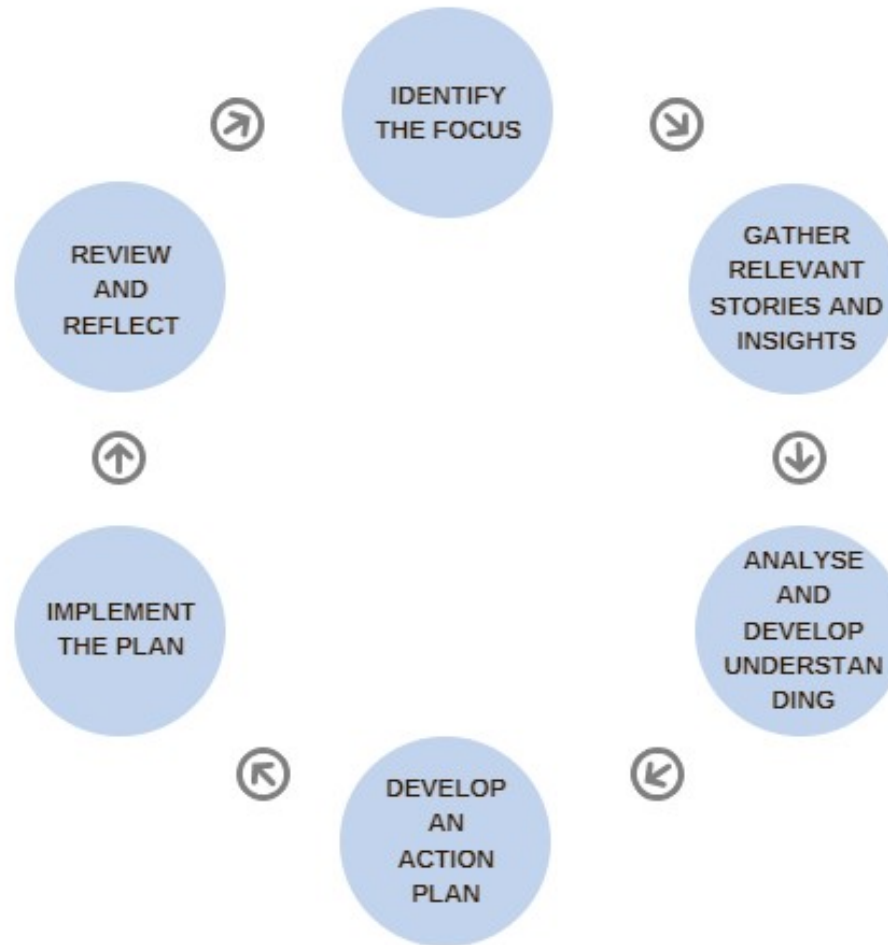 IDENTIFY
THE FOCUS
GATHER
RELEVANT
STORIES AND
INSIGHTS
ANALYSE
AND
DEVELOP
UNDERSTAN
DING
DEVELOP
AN
ACTION
PLAN
IMPLEMENT
THE PLAN
REVIEW
AND
REFLECT